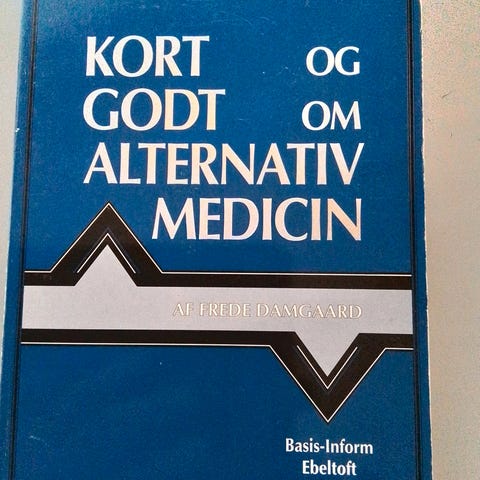 KORT OG
GODT OM
ALTERNATIV
MEDICIN
AF FREDE DAMGAARD
Basis-Inform
Ebeltoft